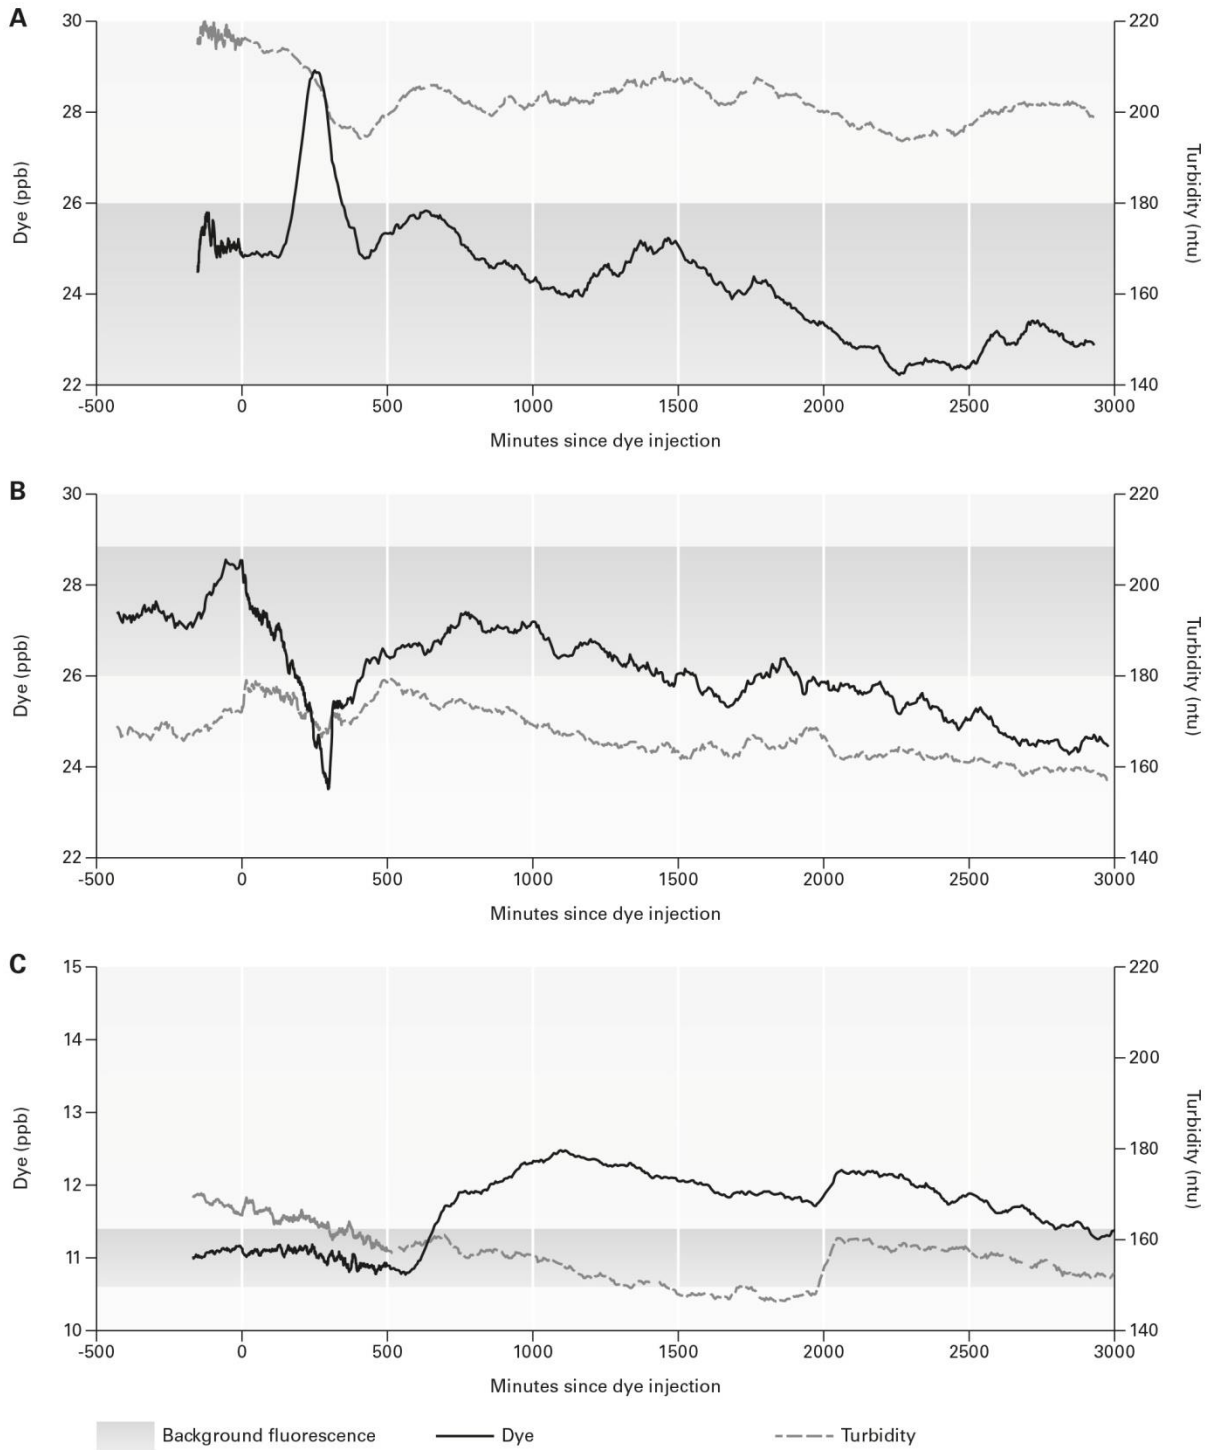 A
30
28
26
24
22
220
200
180
160
140
-500 0 500 1000 1500 2000 2500 3000
Dye (ppb)
Turbidity (ntu)
Minutes since dye injection
B
30
28
26
24
22
220
200
180
160
140
-500 0 500 1000 1500 2000 2500 3000
Dye (ppb)
Turbidity (ntu)
Minutes since dye injection
C
15
14
13
12
11
10
220
200
180
160
140
-500 0 500 1000 1500 2000 2500 3000
Dye (ppb)
Turbidity (ntu)
Minutes since dye injection
Background fluorescence Dye Turbidity